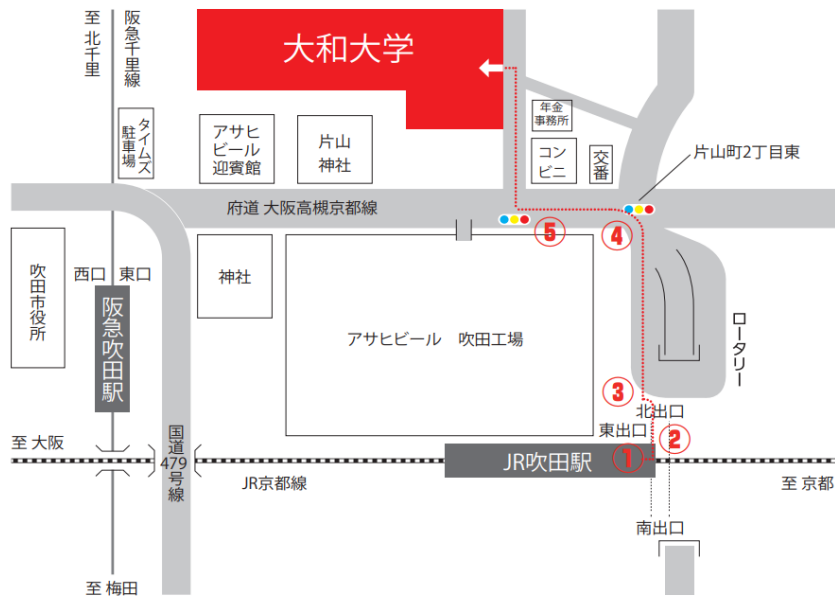 至 北千里
阪急千里線
大和大学
タイムズ
駐車場
アサヒ
ビール
迎賓館
片山
神社
年金
事務所
コン
ビニ
交番
片山町2丁目東
府道 大阪高槻京都線
⑤
④
吹田市役所
西口
東口
阪急吹田駅
神社
アサヒビール 吹田工場
ロータリー
③
北出口
東出口
②
①
至 大阪
国道
479
号線
JR京都線
JR吹田駅
至 京都
南出口
至 梅田